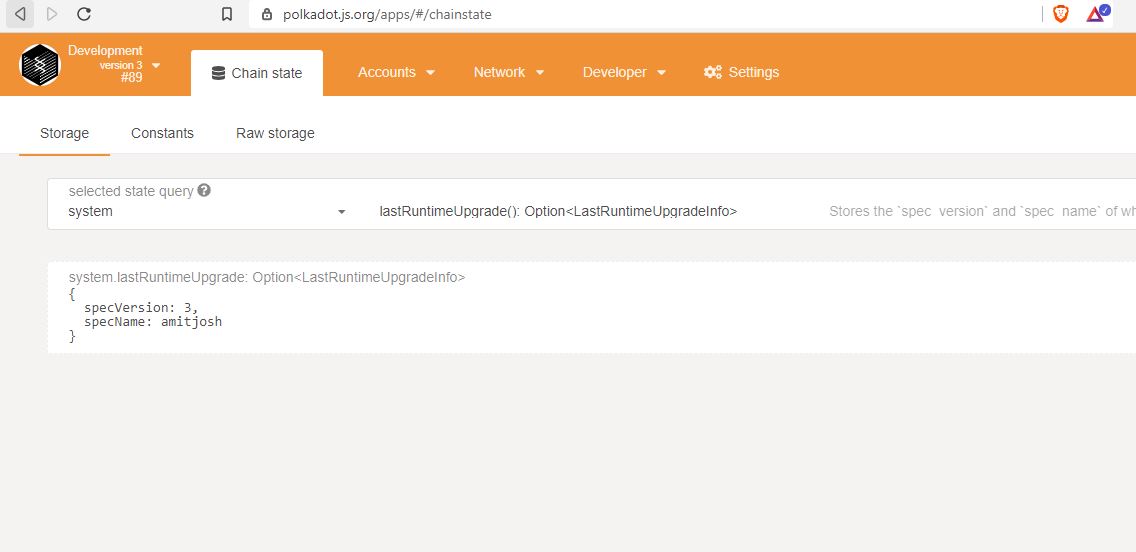 polkadot.js.org/apps/#/chainstate
Development
version 3
#89
Chain state
Accounts
Network
Developer
Settings
Storage
Constants
Raw storage
selected state query
system
lastRuntimeUpgrade(): Option<LastRuntimeUpgradeInfo>
Stores the `spec_version` and `spec_name` of wh
system.lastRuntimeUpgrade: Option<LastRuntimeUpgradeInfo>
{
specVersion: 3,
specName: amitjosh
}